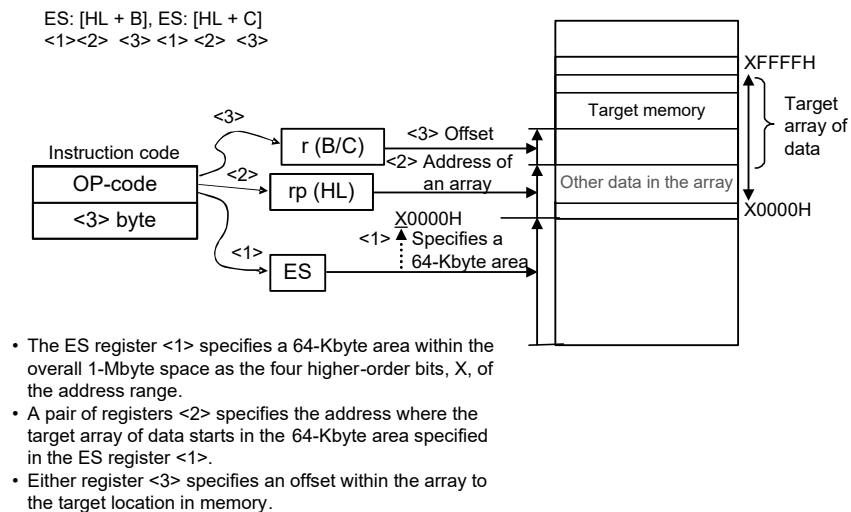 ES: [HL + B], ES: [HL + C]
<1><2> <3> <1> <2> <3>
XFFFFH
Target memory
Target
array of
data
<3>
Instruction code
r (B/C)
<3> Offset
OP-code
<2>
rp (HL)
<2> Address of
an array
Other data in the array
<3> byte
X0000H
X0000H
<1>
ES
<1> Specifies a
64-Kbyte area
• The ES register <1> specifies a 64-Kbyte area within the
overall 1-Mbyte space as the four higher-order bits, X, of
the address range.
• A pair of registers <2> specifies the address where the
target array of data starts in the 64-Kbyte area specified
in the ES register <1>.
• Either register <3> specifies an offset within the array to
the target location in memory.